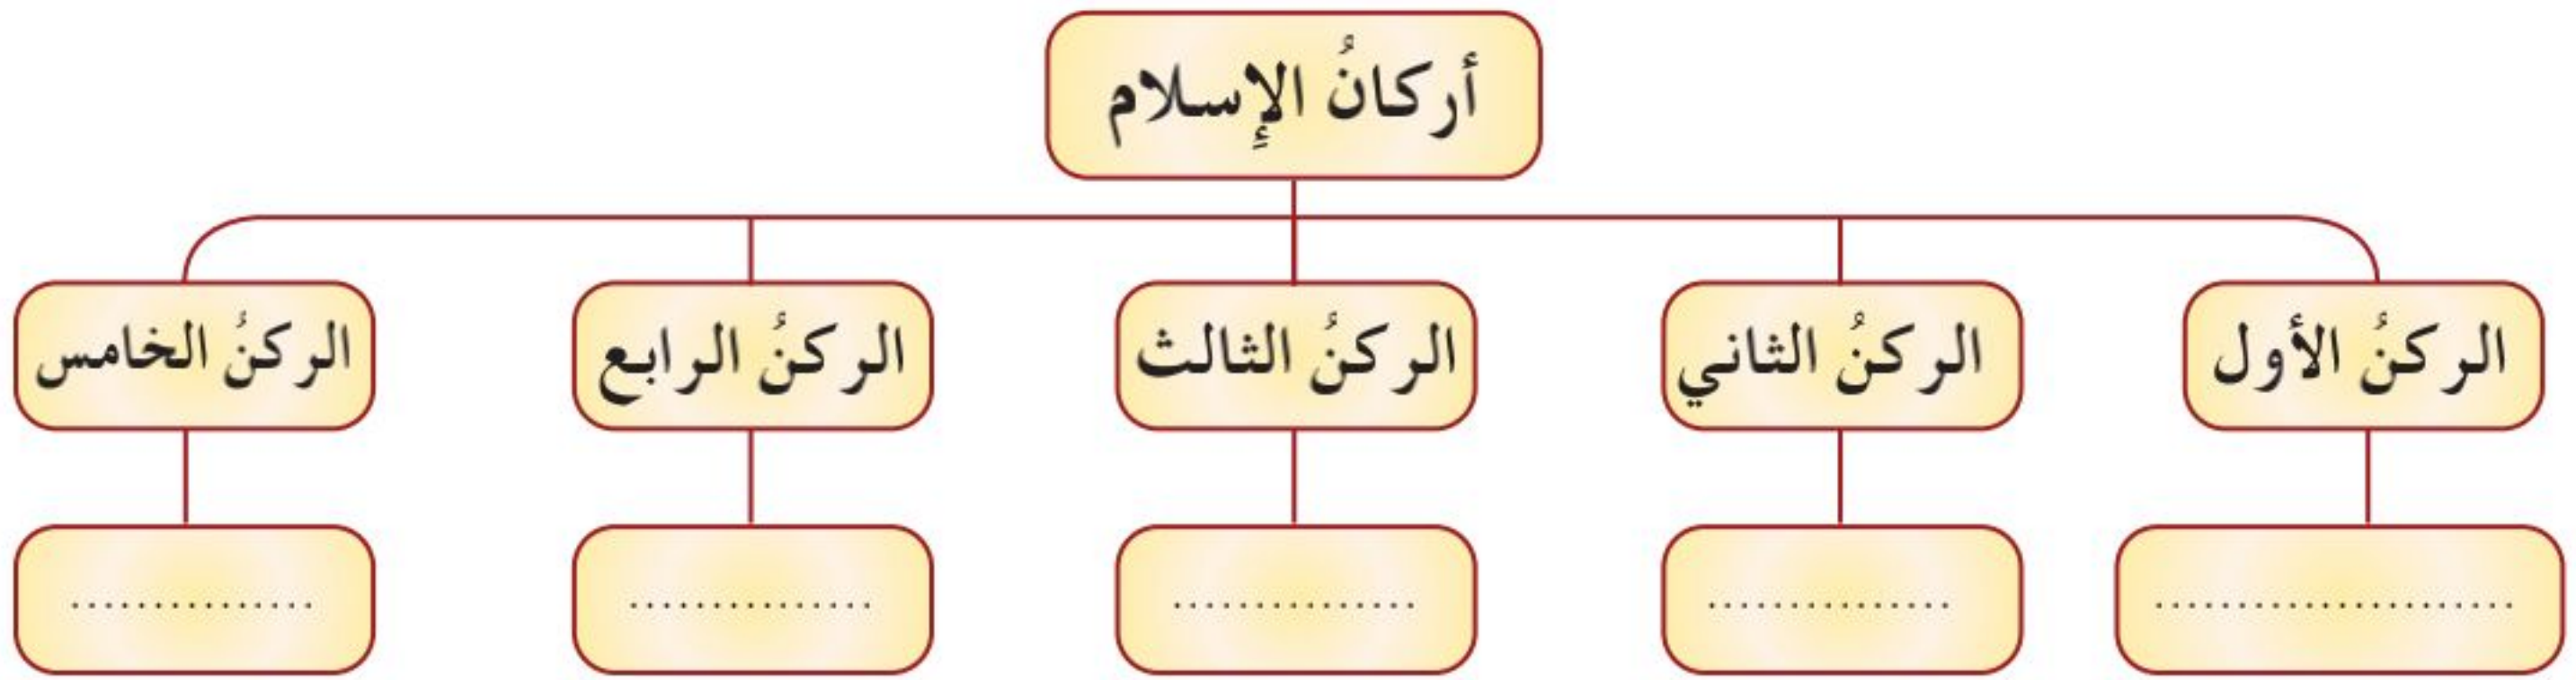 أركانُ الإِسلام
الركنُ الأول
الركنُ الثاني
الركنُ الثالث
الركنُ الرابع
الركنُ الخامس
......................
...............
...............
...............
...............